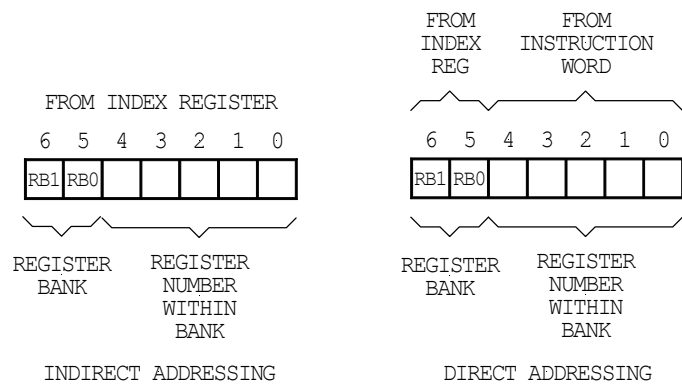 FROM INDEX REGISTER
6 5 4 3 2 1 0
RB1 RB0
REGISTER
BANK
REGISTER
NUMBER
WITHIN
BANK
INDIRECT ADDRESSING
FROM
INDEX
REG
FROM
INSTRUCTION
WORD
6 5 4 3 2 1 0
RB1 RB0
REGISTER
BANK
REGISTER
NUMBER
WITHIN
BANK
DIRECT ADDRESSING